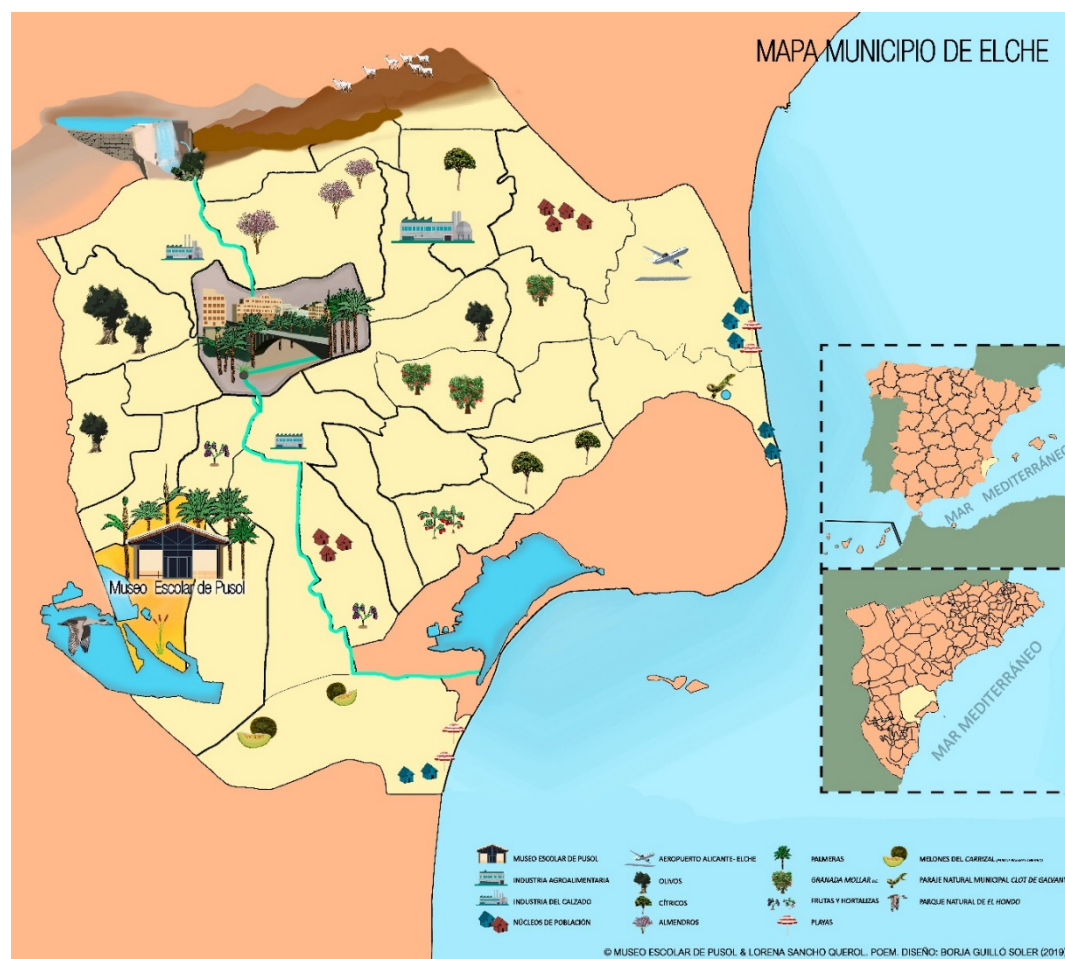 MAPA MUNICIPIO DE ELCHE
MAR MEDITERRÁNEO
Museo Escolar de Pusol
MAR MEDITERRÁNEO
MUSEO ESCOLAR DE PUSOL
INDUSTRIA AGROALIMENTARIA
INDUSTRIA DEL CALZADO
NÚCLEOS DE POBLACIÓN
AEROPUERTO ALICANTE- ELCHE
OLIVOS
CÍTRICOS
ALMENDROS
PALMERAS
GRANADA MOLLAR
FRUTAS Y HORTALIZAS
PLAYAS
MELONES DEL CARRIZAL
PARAJE NATURAL MUNICIPAL CLOT DE GALVANY
PARQUE NATURAL DE EL HONDO
© MUSEO ESCOLAR DE PUSOL & LORENA SANCHO QUEROL. POEM. DISEÑO: BORJA GUILLÓ SOLER (2019)